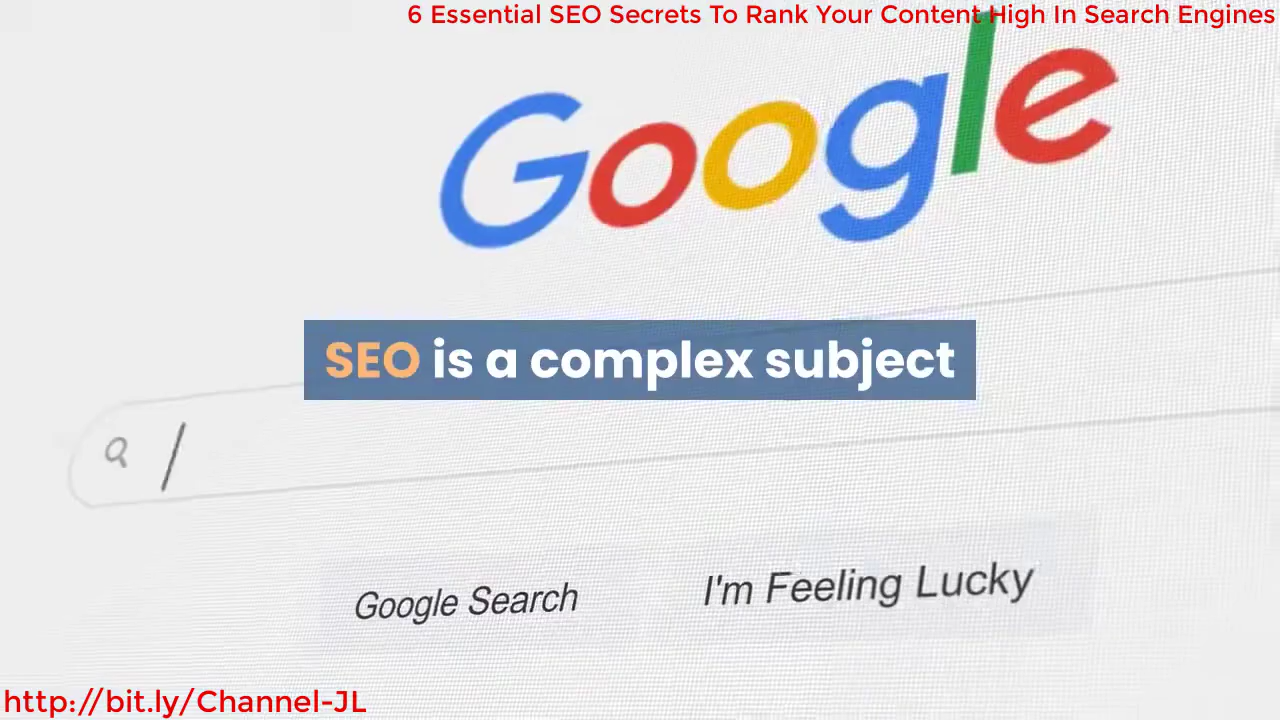 6 Essential SEO Secrets To Rank Your Content High In Search Engines
Google
SEO is a complex subject
Google Search
I'm Feeling Lucky
http://bit.ly/Channel-JL